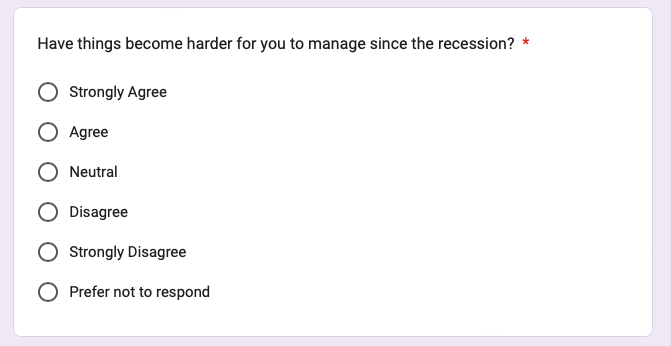 Have things become harder for you to manage since the recession? *
Strongly Agree
Agree
Neutral
Disagree
Strongly Disagree
Prefer not to respond